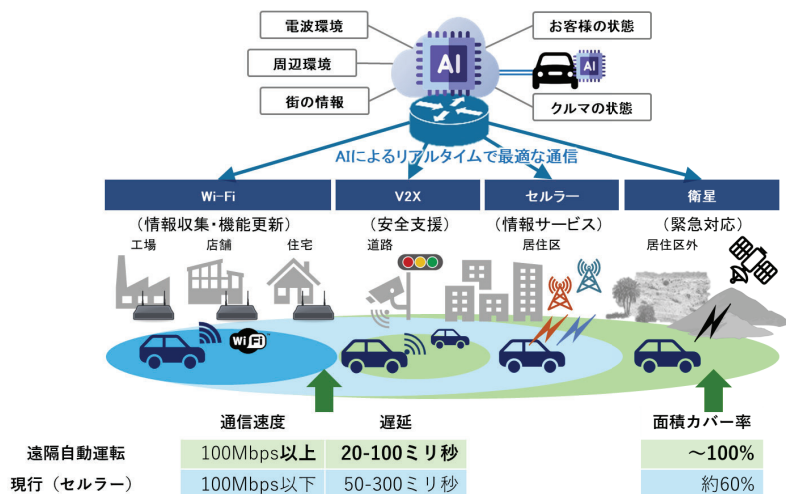 電波環境
お客様の状態
AI
周辺環境
AI
街の情報
クルマの状態
AIによるリアルタイムで最適な通信
Wi-Fi
V2X
セルラー
衛星
（情報収集・機能更新）
（安全支援）
（情報サービス）
（緊急対応）
工場
店舗
住宅
道路
居住区
居住区外
WiFi
通信速度
遅延
面積カバー率
遠隔自動運転
100Mbps以上
20-100ミリ秒
～100%
現行（セルラー）
100Mbps以下
50-300ミリ秒
約60%